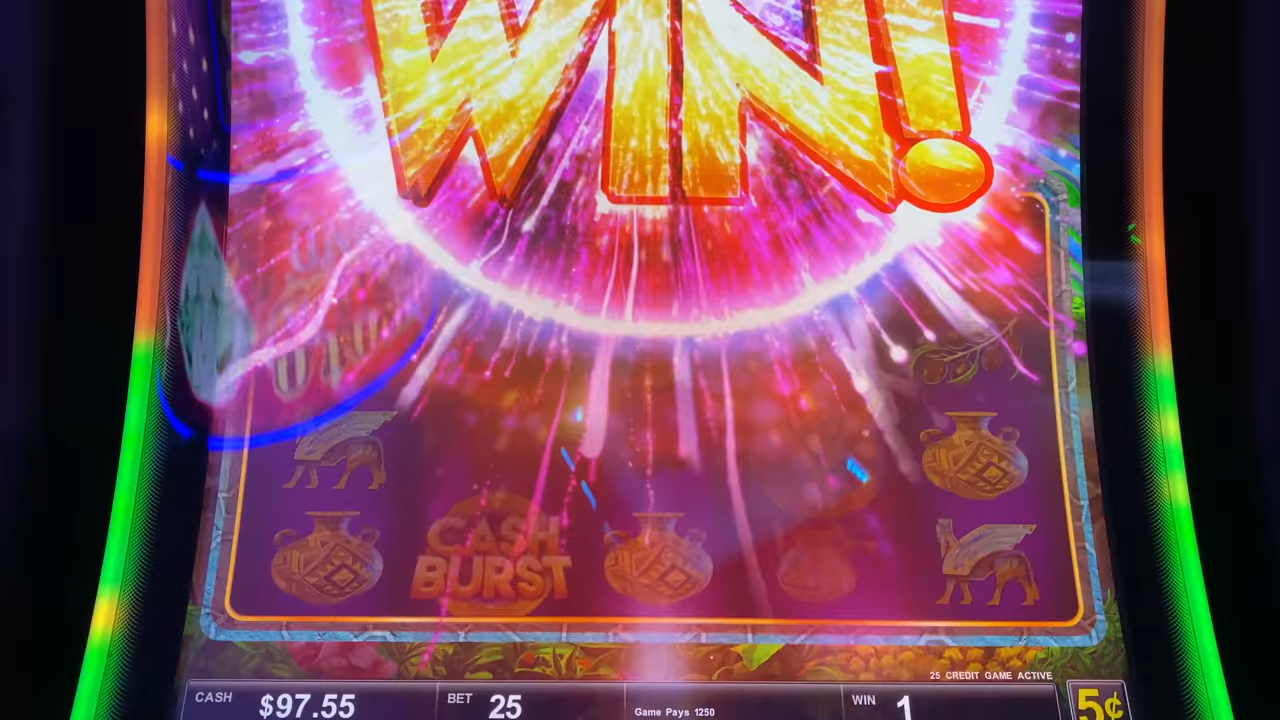 WIN!
CASH
BURST
25 CREDIT GAME ACTIVE
CASH $97.55 BET 25 Game Pays 1250 WIN 1 5¢